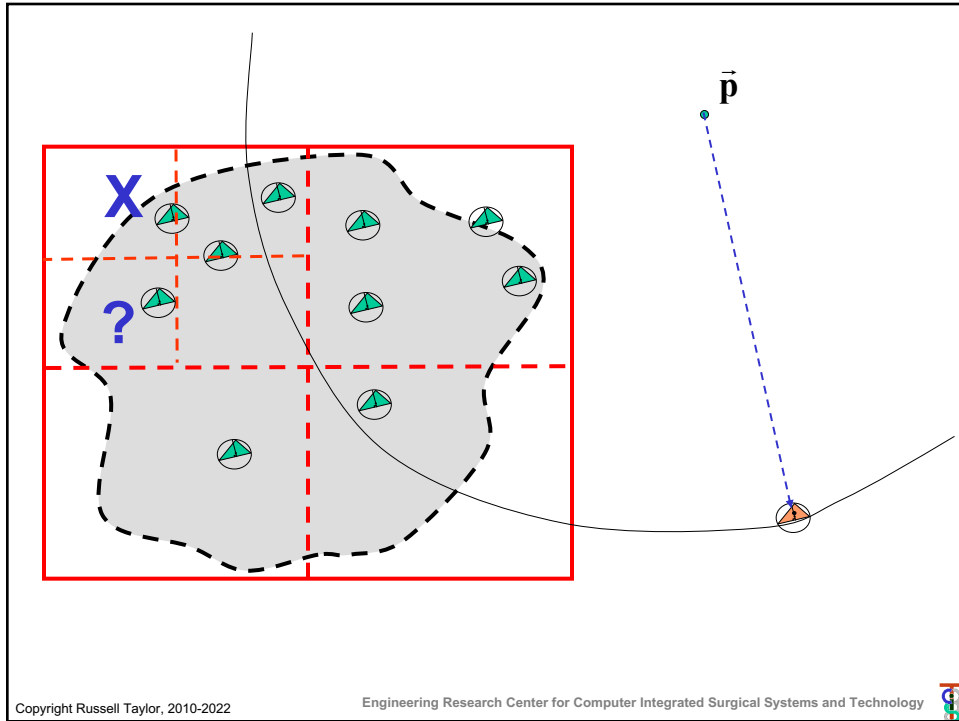 p
X
?
Copyright Russell Taylor, 2010-2022
Engineering Research Center for Computer Integrated Surgical Systems and Technology